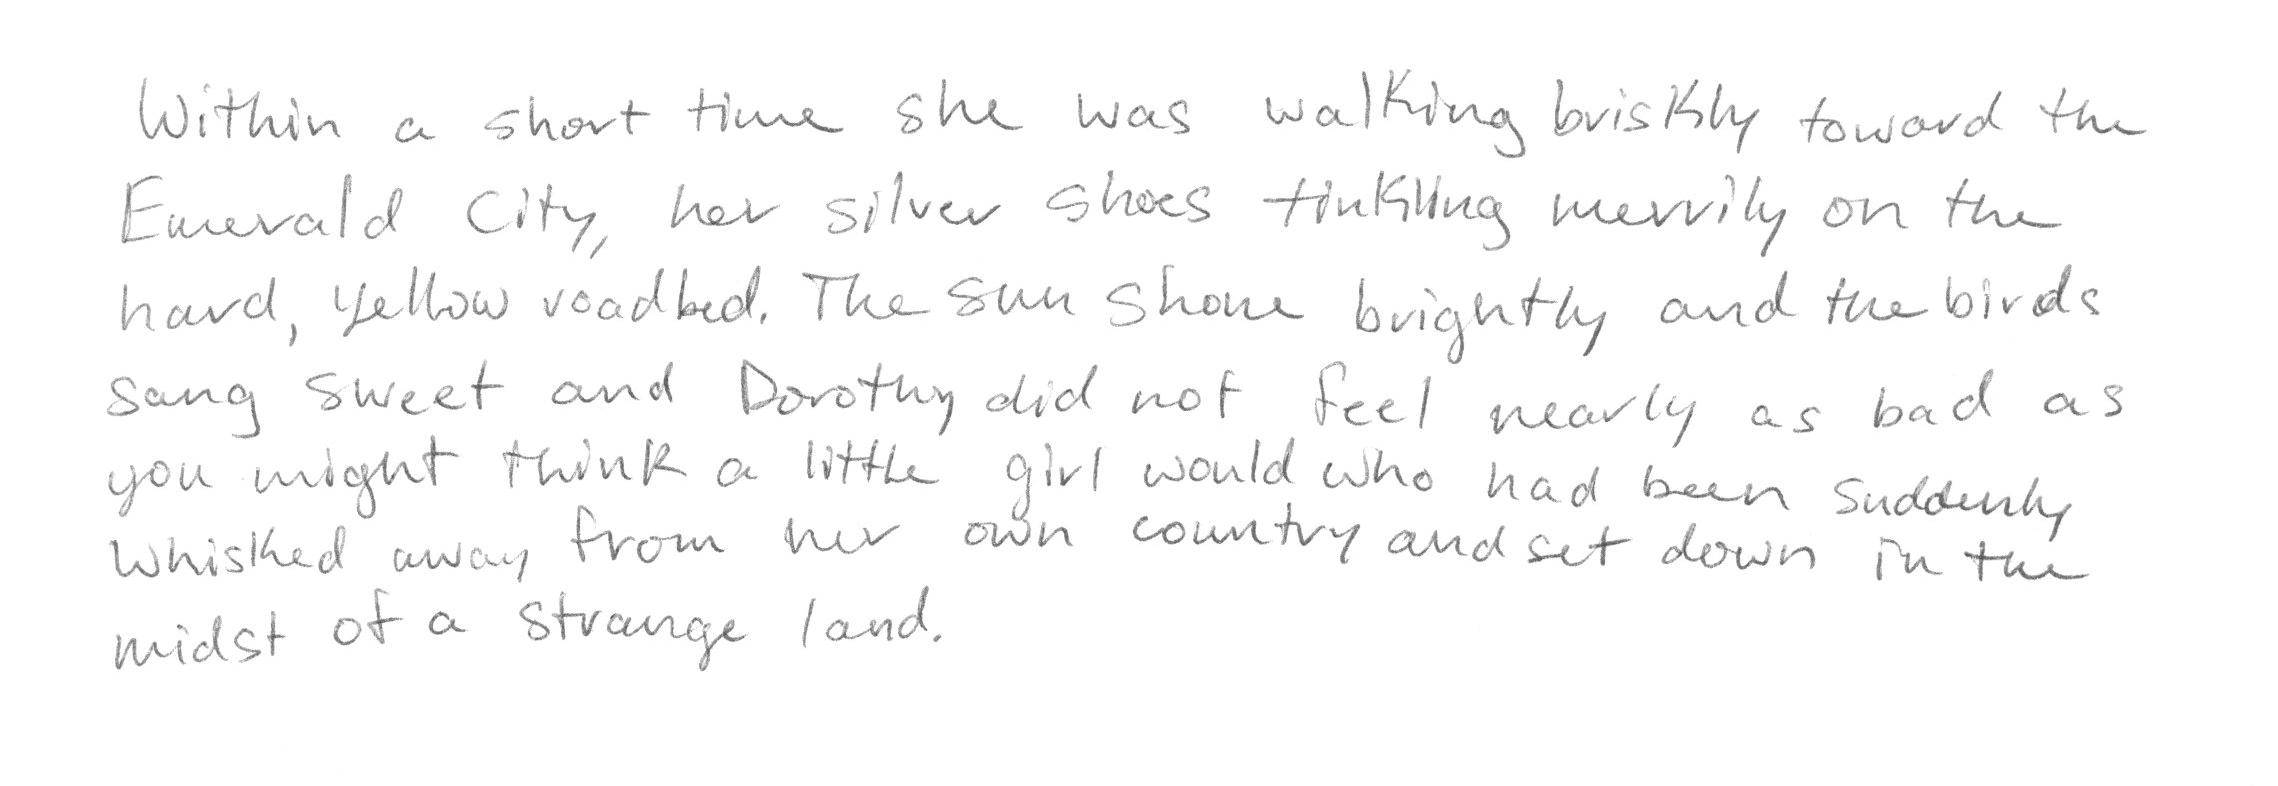 Within a short time she was walking briskly toward the
Emerald City, her silver shoes tinkling merrily on the
hard, yellow roadbed. The sun shone brightly and the birds
sang sweet and Dorothy did not feel nearly as bad as
you might think a little girl would who had been suddenly
whisked away from her own country and set down in the
midst of a strange land.